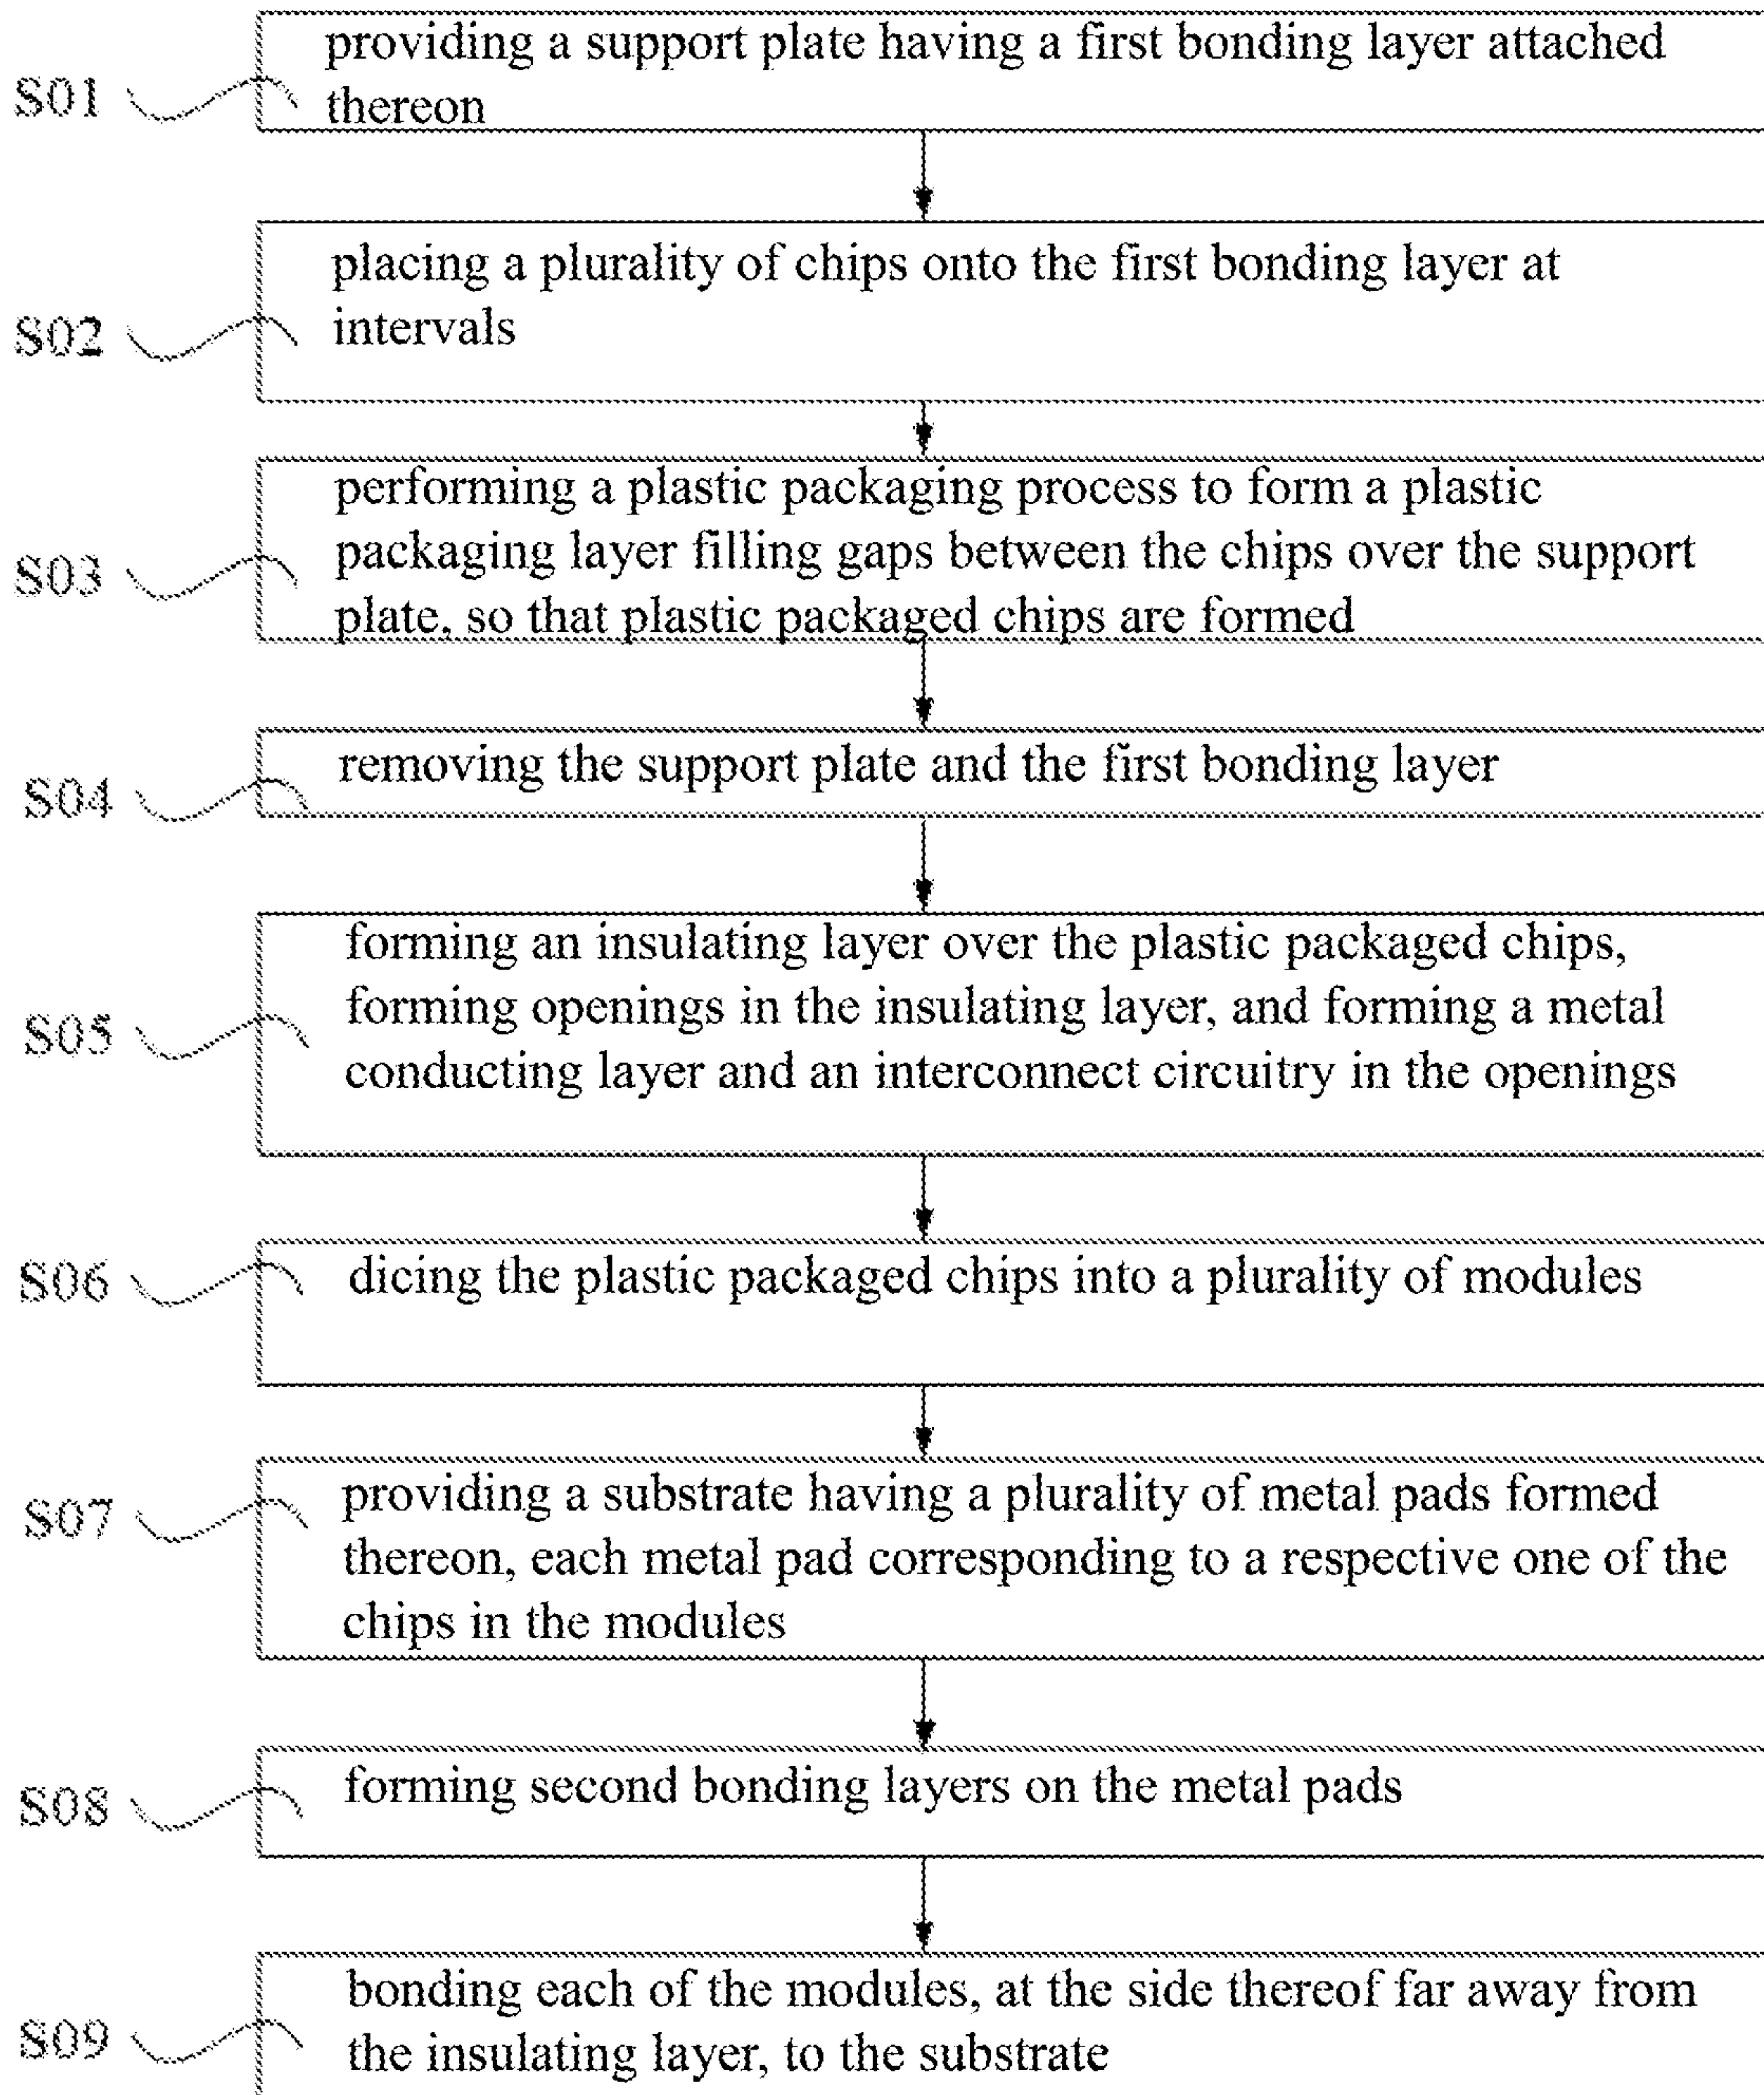 S01
providing a support plate having a first bonding layer attached
thereon
S02
placing a plurality of chips onto the first bonding layer at
intervals
S03
performing a plastic packaging process to form a plastic
packaging layer filling gaps between the chips over the support
plate, so that plastic packaged chips are formed
S04
removing the support plate and the first bonding layer
S05
forming an insulating layer over the plastic packaged chips,
forming openings in the insulating layer, and forming a metal
conducting layer and an interconnect circuitry in the openings
S06
dicing the plastic packaged chips into a plurality of modules
S07
providing a substrate having a plurality of metal pads formed
thereon, each metal pad corresponding to a respective one of the
chips in the modules
S08
forming second bonding layers on the metal pads
S09
bonding each of the modules, at the side thereof far away from
the insulating layer, to the substrate